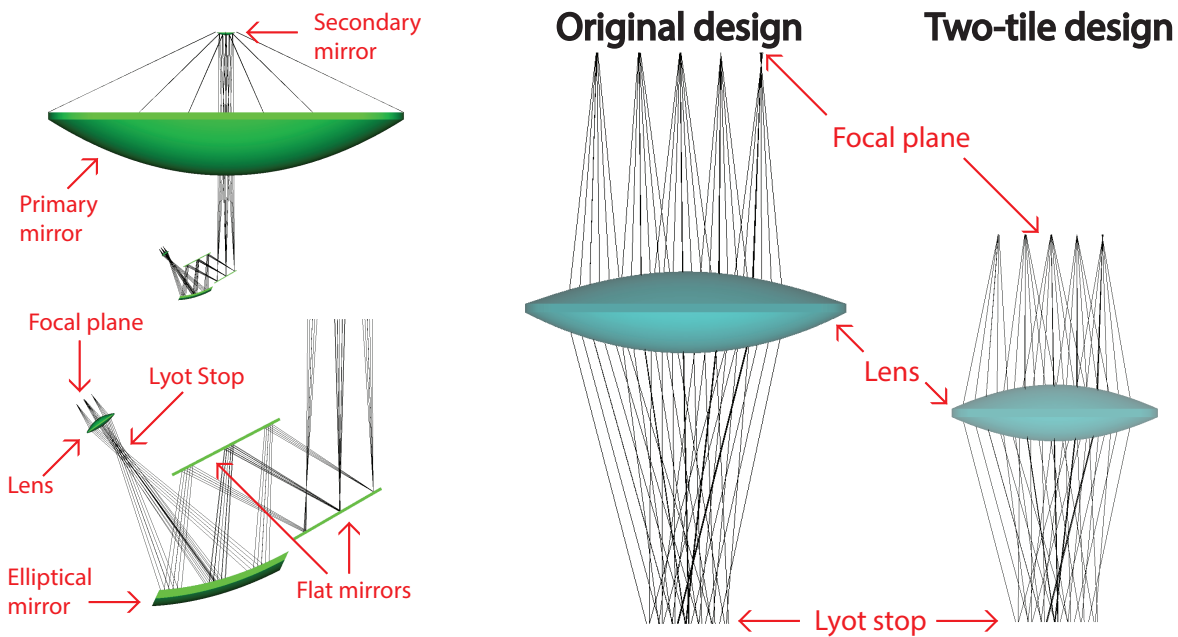 Secondary
mirror
Primary
mirror
Focal plane
Lyot Stop
Lens
Elliptical
mirror
Flat mirrors
Original design
Two-tile design
Focal plane
Lens
Lyot stop